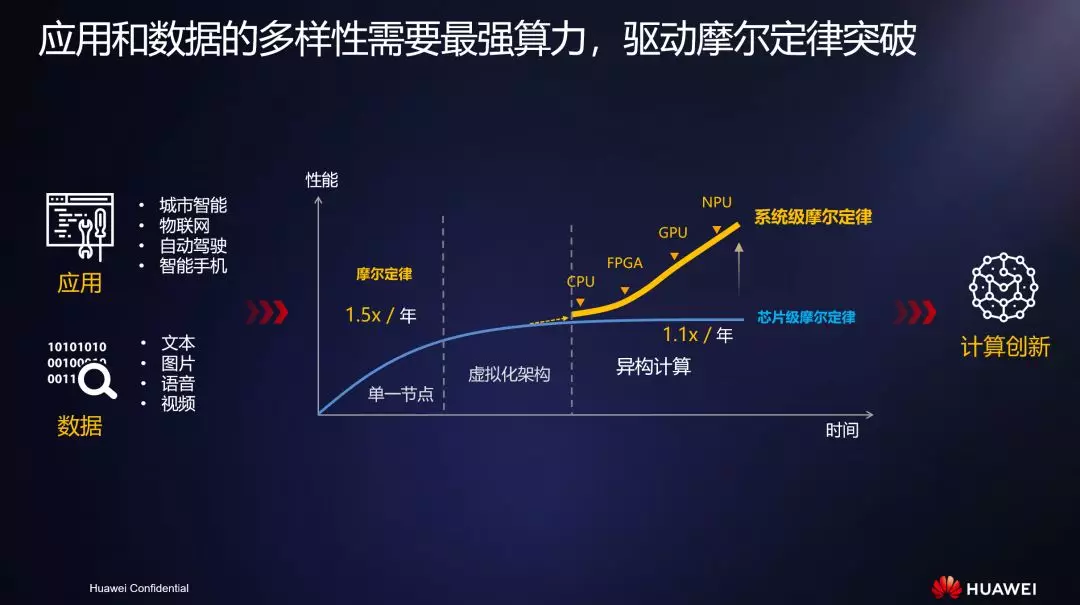 应用和数据的多样性需要最强算力，驱动摩尔定律突破
• 城市智能
• 物联网
• 自动驾驶
• 智能手机
应用
10101010
00100010
0011
• 文本
• 图片
• 语音
• 视频
数据
性能
摩尔定律
1.5x / 年
单一节点
虚拟化架构
CPU
FPGA
GPU
NPU
系统级摩尔定律
芯片级摩尔定律
1.1x / 年
异构计算
时间
计算创新
Huawei Confidential
HUAWEI